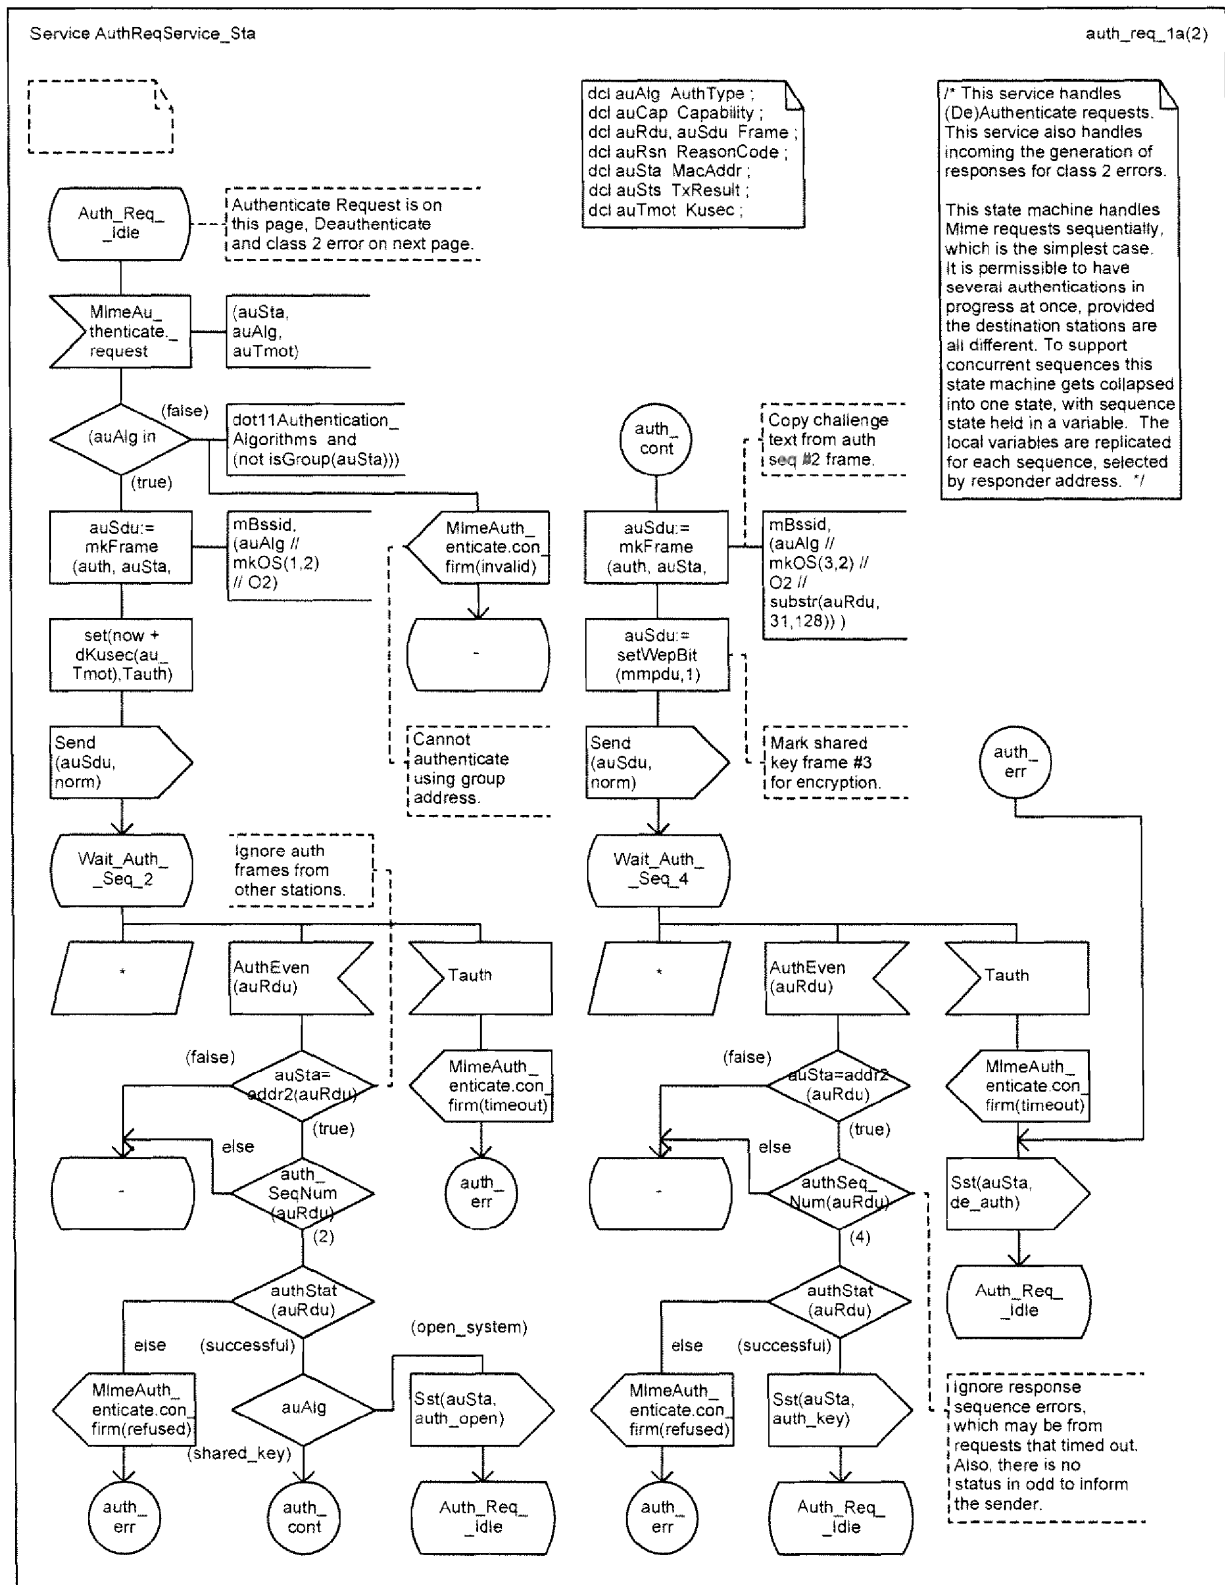 Service AuthReqService_Sta
auth_req_1a(2)
dcl auAlg AuthType ;
dcl auCap Capability ;
dcl auRdu, auSdu Frame ;
dcl auRsn ReasonCode ;
dcl auSta MacAddr ;
dcl auSts TxResult ;
dcl auTmot Kusec ;
/* This service handles
(De)Authenticate requests.
This service also handles
incoming the generation of
responses for class 2 errors.
This state machine handles
Mlme requests sequentially,
which is the simplest case.
It is permissible to have
several authentications in
progress at once, provided
the destination stations are
all different. To support
concurrent sequences this
state machine gets collapsed
into one state, with sequence
state held in a variable. The
local variables are replicated
for each sequence, selected
by responder address. */
Auth_Req_
_Idle
Authenticate Request is on
this page, Deauthenticate
and class 2 error on next page.
MlmeAu_
thenticate._
request
(auSta,
auAlg,
auTmot)
(auAlg in
(false)
(true)
dot11Authentication_
Algorithms and
(not isGroup(auSta)))
auSdu:=
mkFrame
(auth, auSta,
mBssid,
(auAlg //
mkOS(1,2)
// O2)
MlmeAuth_
enticate.con_
firm(invalid)
-
set(now +
dKusec(au_
Tmot),Tauth)
Send
(auSdu,
norm)
Cannot
authenticate
using group
address.
Wait_Auth_
_Seq_2
Ignore auth
frames from
other stations.
*
AuthEven
(auRdu)
Tauth
(false)
auSta=
addr2(auRdu)
(true)
MlmeAuth_
enticate.con_
firm(timeout)
else
-
auth_
SeqNum
(auRdu)
(2)
auth_
err
authStat
(auRdu)
else
(successful)
(open_system)
MlmeAuth_
enticate.con_
firm(refused)
auAlg
(shared_key)
Sst(auSta,
auth_open)
auth_
err
auth_
cont
Auth_Req_
_Idle
auth_
cont
Copy challenge
text from auth
seq #2 frame.
auSdu:=
mkFrame
(auth, auSta,
mBssid,
(auAlg //
mkOS(3,2) //
O2 //
substr(auRdu,
31,128)) )
auSdu:=
setWepBit
(mmpdu,1)
Send
(auSdu,
norm)
Mark shared
key frame #3
for encryption.
auth_
err
Wait_Auth_
_Seq_4
*
AuthEven
(auRdu)
Tauth
(false)
auSta=addr2
(auRdu)
(true)
MlmeAuth_
enticate.con_
firm(timeout)
else
-
authSeq_
Num(auRdu)
(4)
Sst(auSta,
de_auth)
authStat
(auRdu)
Auth_Req_
_Idle
else
(successful)
MlmeAuth_
enticate.con_
firm(refused)
Sst(auSta,
auth_key)
Ignore response
sequence errors,
which may be from
requests that timed out.
Also, there is no
status in odd to inform
the sender.
auth_
err
Auth_Req_
_Idle